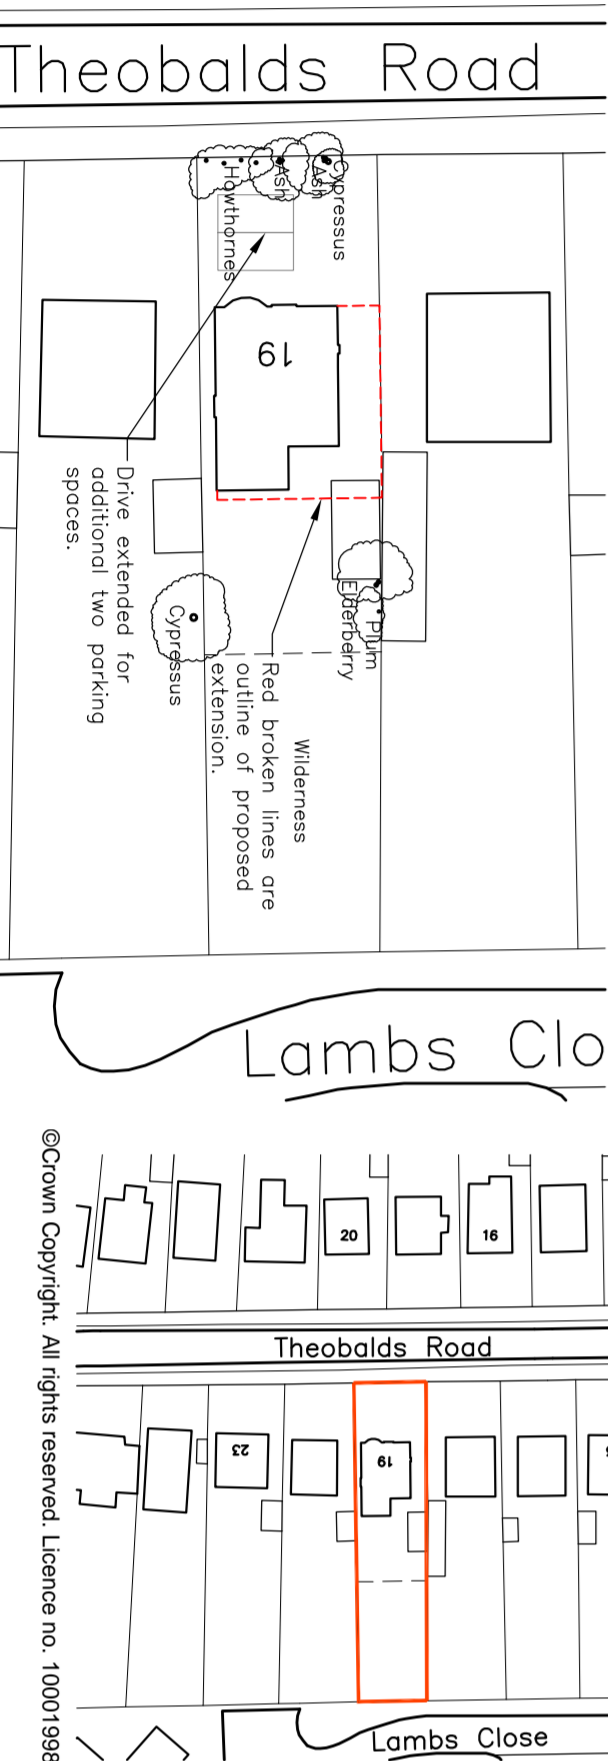 Theobalds Road
Cypressus
Ash
Ash
Hawthornes
19
Drive extended for
additional two parking
spaces.
Cypressus
Elderberry
Plum
Wilderness
Red broken lines are
outline of proposed
extension.
Lambs Clo
20
16
Theobalds Road
23
19
Lambs Close
©Crown Copyright. All rights reserved. Licence no. 10001998